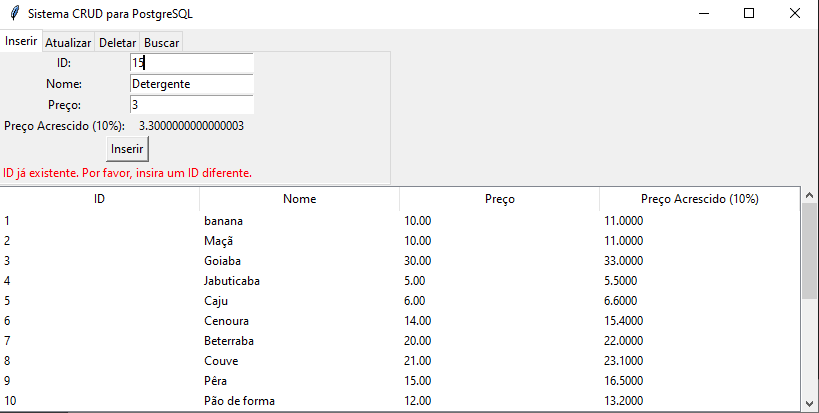 Sistema CRUD para PostgreSQL
Inserir Atualizar Deletar Buscar
ID: 15
Nome: Detergente
Preço: 3
Preço Acrescido (10%): 3.3000000000000003
Inserir
ID já existente. Por favor, insira um ID diferente.
ID Nome Preço Preço Acrescido (10%)
1 banana 10.00 11.0000
2 Maçã 10.00 11.0000
3 Goiaba 30.00 33.0000
4 Jabuticaba 5.00 5.5000
5 Caju 6.00 6.6000
6 Cenoura 14.00 15.4000
7 Beterraba 20.00 22.0000
8 Couve 21.00 23.1000
9 Pêra 15.00 16.5000
10 Pão de forma 12.00 13.2000